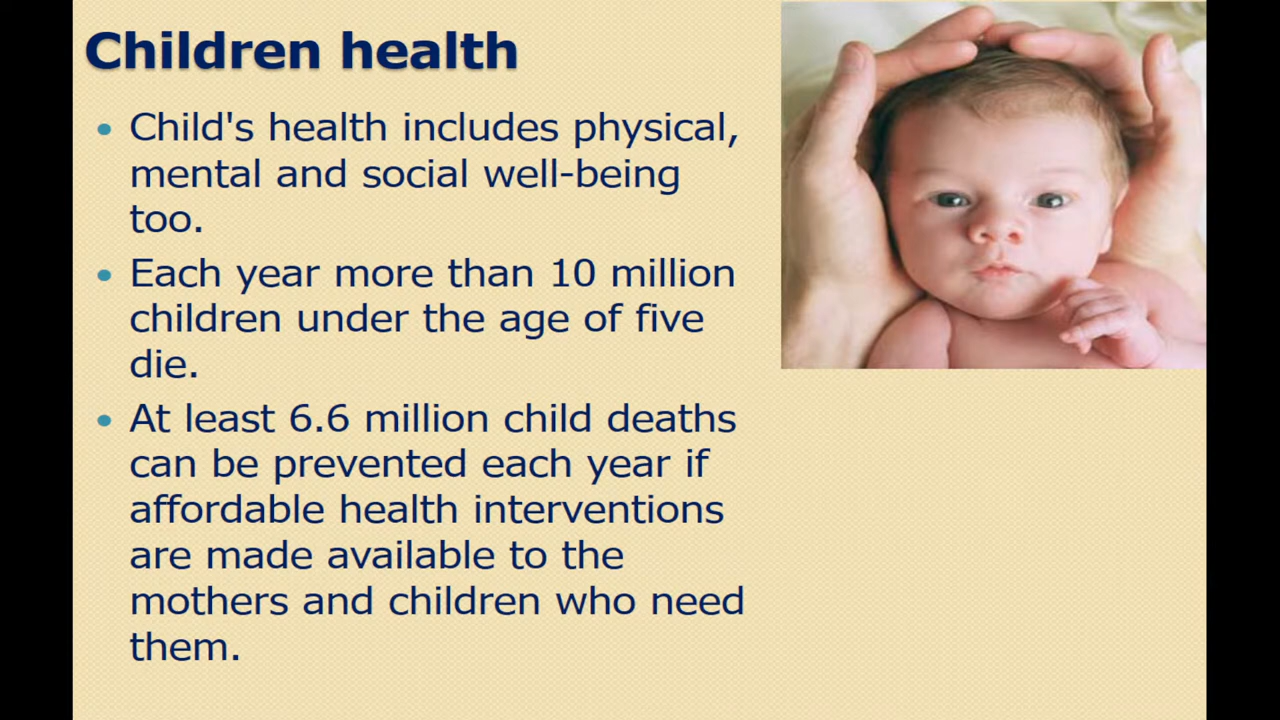 Children health
• Child's health includes physical,
mental and social well-being
too.
• Each year more than 10 million
children under the age of five
die.
• At least 6.6 million child deaths
can be prevented each year if
affordable health interventions
are made available to the
mothers and children who need
them.